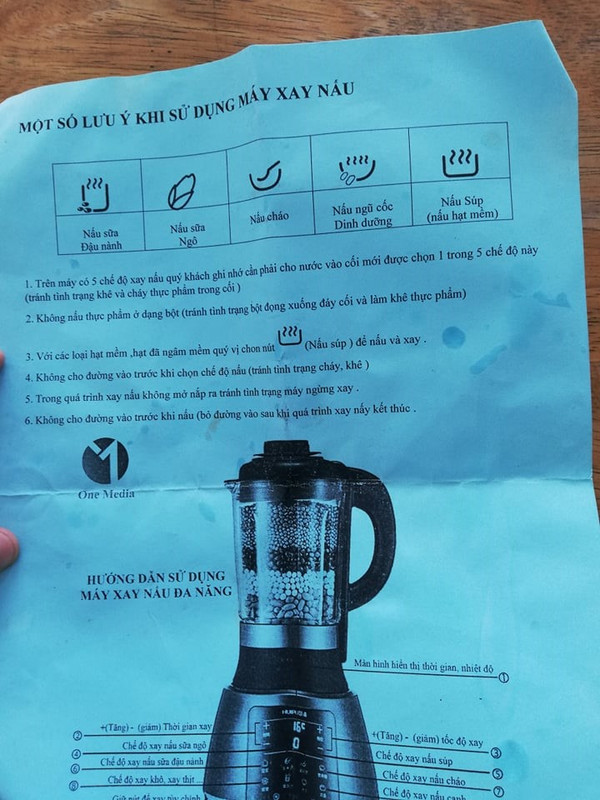 MỘT SỐ LƯU Ý KHI SỬ DỤNG MÁY XAY NẤU
Nấu sữa
Đậu nành
Nấu sữa
Ngô
Nấu cháo
Nấu ngũ cốc
Dinh dưỡng
Nấu Súp
(nấu hạt mềm)
1. Trên máy có 5 chế độ xay nấu quý khách ghi nhớ cần phải cho nước vào cối mới được chọn 1 trong 5 chế độ này
(tránh tình trạng khê và cháy thực phẩm trong cối )
2. Không nấu thực phẩm ở dạng bột (tránh tình trạng bột đọng xuống đáy cối và làm khê thực phẩm)
3. Với các loại hạt mềm ,hạt đã ngâm mềm quý vị chon nút (Nấu súp ) để nấu và xay .
4. Không cho đường vào trước khi chọn chế độ nấu (tránh tình trạng cháy, khê )
5. Trong quá trình xay nấu không mở nắp ra tránh tình trạng máy ngừng xay .
6. Không cho đường vào trước khi nấu (bỏ đường vào sau khi quá trình xay nấy kết thúc .
One Media
HƯỚNG DẪN SỬ DỤNG
MÁY XAY NẤU ĐA NĂNG
Màn hình hiển thị thời gian, nhiệt độ ①
② +(Tăng) - (giảm) Thời gian xay
+(Tăng) - (giảm) tốc độ xay ③
④ Chế độ xay nấu sữa ngô
Chế độ xay nấu súp ⑤
⑥ Chế độ xay nấu sữa đậu nành
Chế độ xay nấu cháo ⑦
⑧ Chế độ xay khô, xay thịt ...
Chế độ nấu canh
Giữ nút để xay tùy chỉnh